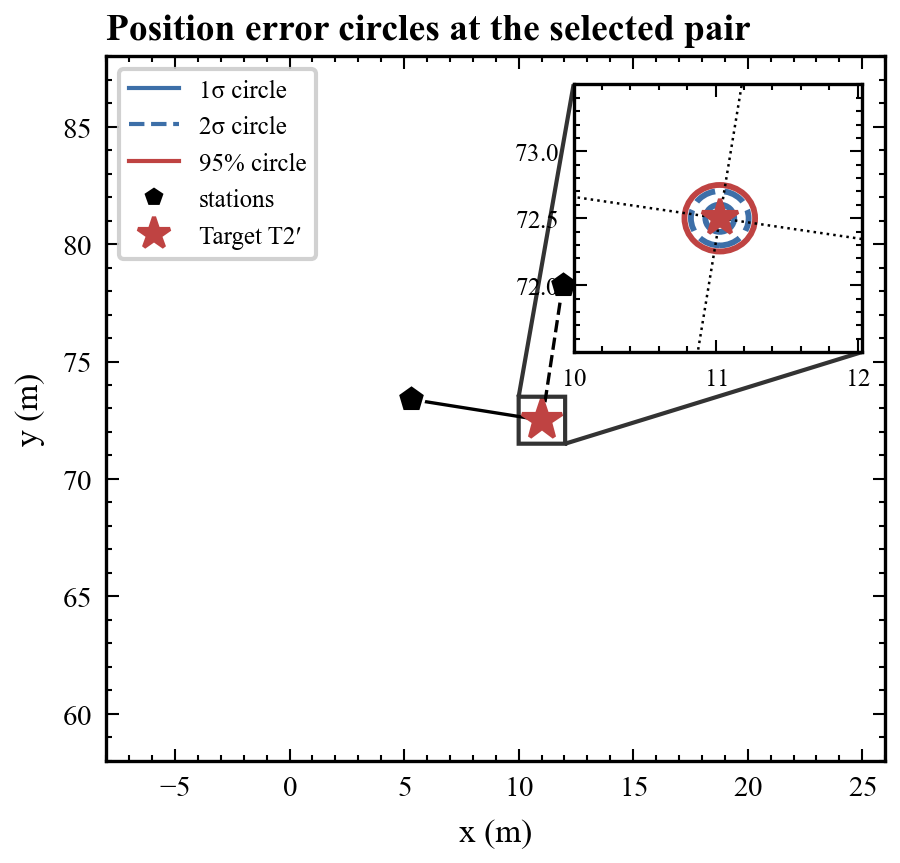 Position error circles at the selected pair
1σ circle
2σ circle
95% circle
stations
Target T2′
85
80
75
70
65
60
y (m)
−5
0
5
10
15
20
25
x (m)
73.0
72.5
72.0
10
11
12